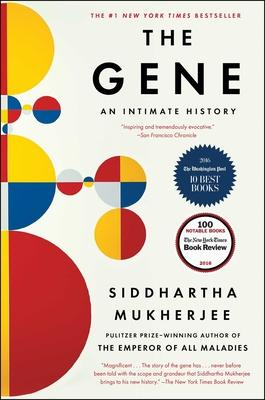 THE #1 NEW YORK TIMES BESTSELLER
THE
GENE
AN INTIMATE HISTORY
"Inspiring and tremendously evocative."
—San Francisco Chronicle
2016
The Washington Post
10 BEST
BOOKS
100
NOTABLE BOOKS
The New York Times
Book Review
2016
SIDDHARTHA
MUKHERJEE
PULITZER PRIZE–WINNING AUTHOR OF
THE EMPEROR OF ALL MALADIES
"Magnificent . . . The story of the gene has . . . never before
been told with the scope and grandeur that Siddhartha Mukherjee
brings to his new history." —The New York Times Book Review